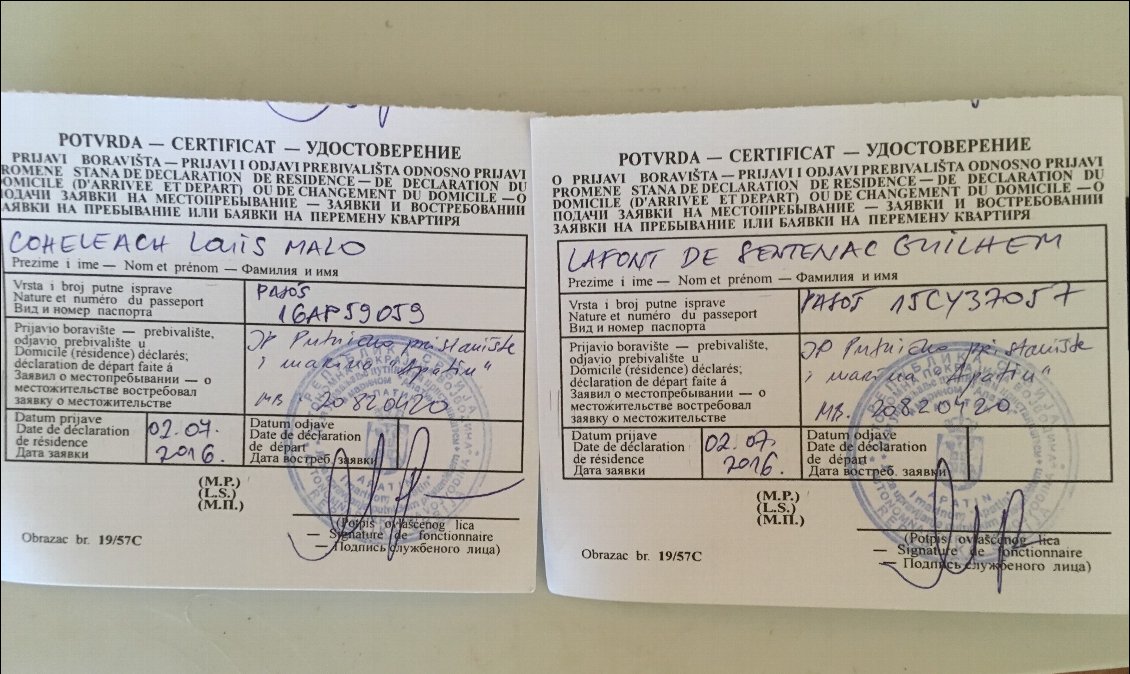 POTVRDA — CERTIFICAT — УДОСТОВЕРЕНИЕ
PRIJAVI BORAVIŠTA — PRIJAVI I ODJAVI PREBIVALIŠTA ODNOSNO PRIJAVI
PROMENE STANA DE DECLARATION DE RESIDENCE — DE DECLARATION DU
DOMICILE (D'ARRIVEE ET DEPART) OU DE CHANGEMENT DU DOMICILE — O
ПОДАЧИ ЗАЯВКИ НА МЕСТОПРЕБЫВАНИЕ — ЗАЯВКИ И ВОСТРЕБОВАНИИ
ЗАЯВКИ НА ПРЕБЫВАНИЕ ИЛИ БАЯВКИ НА ПЕРЕМЕНУ КВАРТИРЯ
COHELEACH Louis MALO
Prezime i ime — Nom et prénom — Фамилия и имя
Vrsta i broj putne isprave
Nature et numéro du passeport
Вид и номер паспорта
PASOŠ
16AP59059
Prijavio boravište — prebivalište,
odjavio prebivalište u
Domicile (résidence) déclarés;
déclaration de départ faite á
Заявил о местопребывании — о
местожительстве востребовал
заявку о местожительстве
JP Putničko pristanište
i marina "Apatin"
MB 20820420
Datum prijave
Date de déclaration
de résidence
Дата заявки
02.07.
2016.
Datum odjave
Date de déclaration
de départ
Дата востреб. заявки
(M.P.)
(L.S.)
(М.П.)
(Potpis ovlašćenog lica
— Signature de fonctionnaire
— Подпись службеного лица)
Obrazac br. 19/57C
POTVRDA — CERTIFICAT — УДОСТОВЕРЕНИЕ
O PRIJAVI BORAVIŠTA — PRIJAVI I ODJAVI PREBIVALIŠTA ODNOSNO PRIJAVI
PROMENE STANA DE DECLARATION DE RESIDENCE — DE DECLARATION DU
DOMICILE (D'ARRIVEE ET DEPART) OU DE CHANGEMENT DU DOMICILE — O
ПОДАЧИ ЗАЯВКИ НА МЕСТОПРЕБЫВАНИЕ — ЗАЯВКИ И ВОСТРЕБОВАНИИ
ЗАЯВКИ НА ПРЕБЫВАНИЕ ИЛИ БАЯВКИ НА ПЕРЕМЕНУ КВАРТИРЯ
LAFONT DE SENTENAC GUILHEM
Prezime i ime — Nom et prénom — Фамилия и имя
Vrsta i broj putne isprave
Nature et numéro du passeport
Вид и номер паспорта
PASOŠ 15CY37057
Prijavio boravište — prebivalište,
odjavio prebivalište u
Domicile (résidence) déclarés;
déclaration de départ faite á
Заявил о местопребывании — о
местожительстве востребовал
заявку о местожительстве
JP Putničko pristanište
i marina "Apatin"
MB. 20820420
Datum prijave
Date de déclaration
de résidence
Дата заявки
02.07.
2016.
Datum odjave
Date de déclaration
de départ
Дата востреб. заявки
(M.P.)
(L.S.)
(М.П.)
(Potpis ovlašćenog lica
— Signature de fonctionnaire
— Подпись службеного лица)
Obrazac br. 19/57C